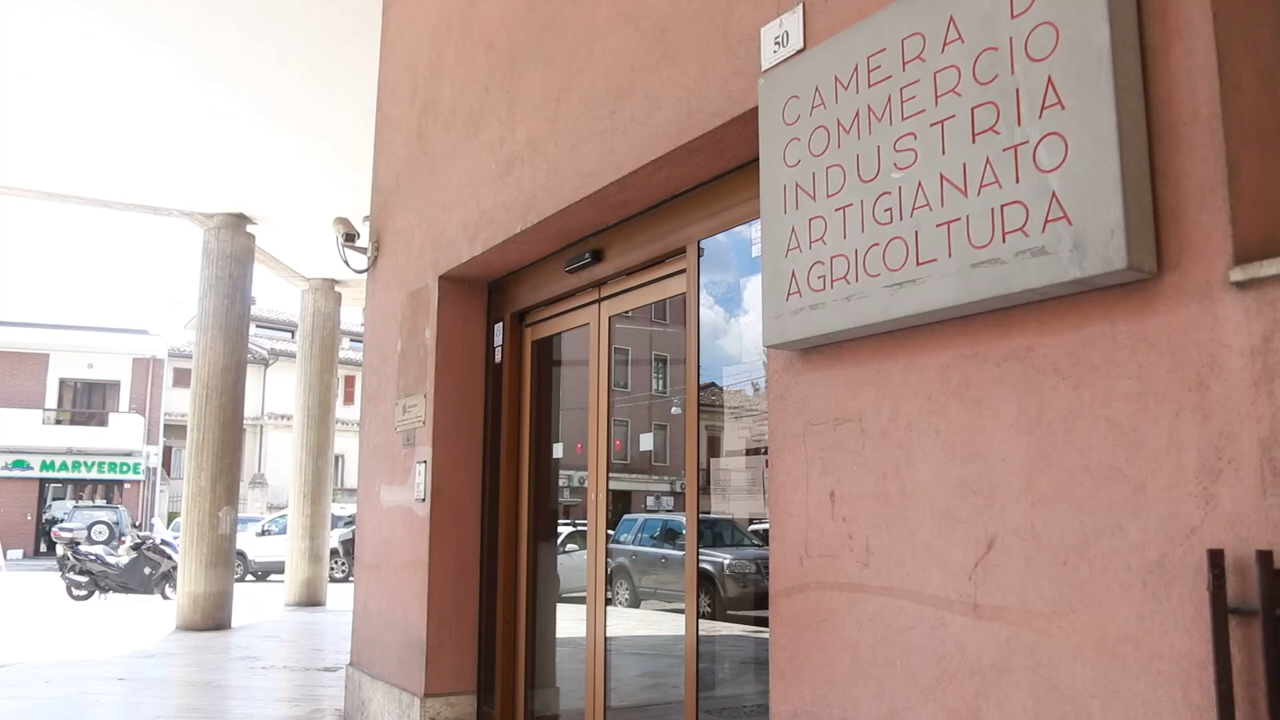 50
CAMERA D
COMMERCIO
INDUSTRIA
ARTIGIANATO
AGRICOLTURA
MARVERDE